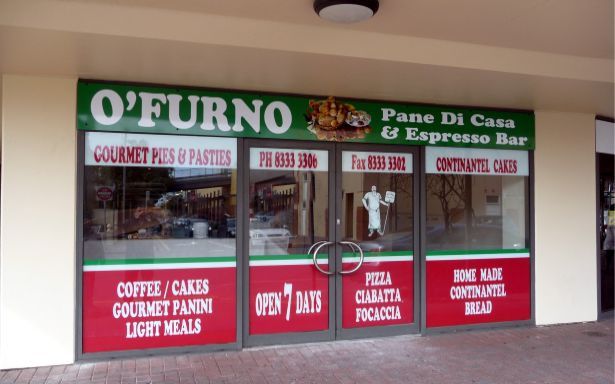 O'FURNO
Pane Di Casa
& Espresso Bar
GOURMET PIES & PASTIES
PH 8333 3306
Fax 8333 3302
CONTINANTEL CAKES
COFFEE / CAKES
GOURMET PANINI
LIGHT MEALS
OPEN 7 DAYS
PIZZA
CIABATTA
FOCACCIA
HOME MADE
CONTINANTEL
BREAD